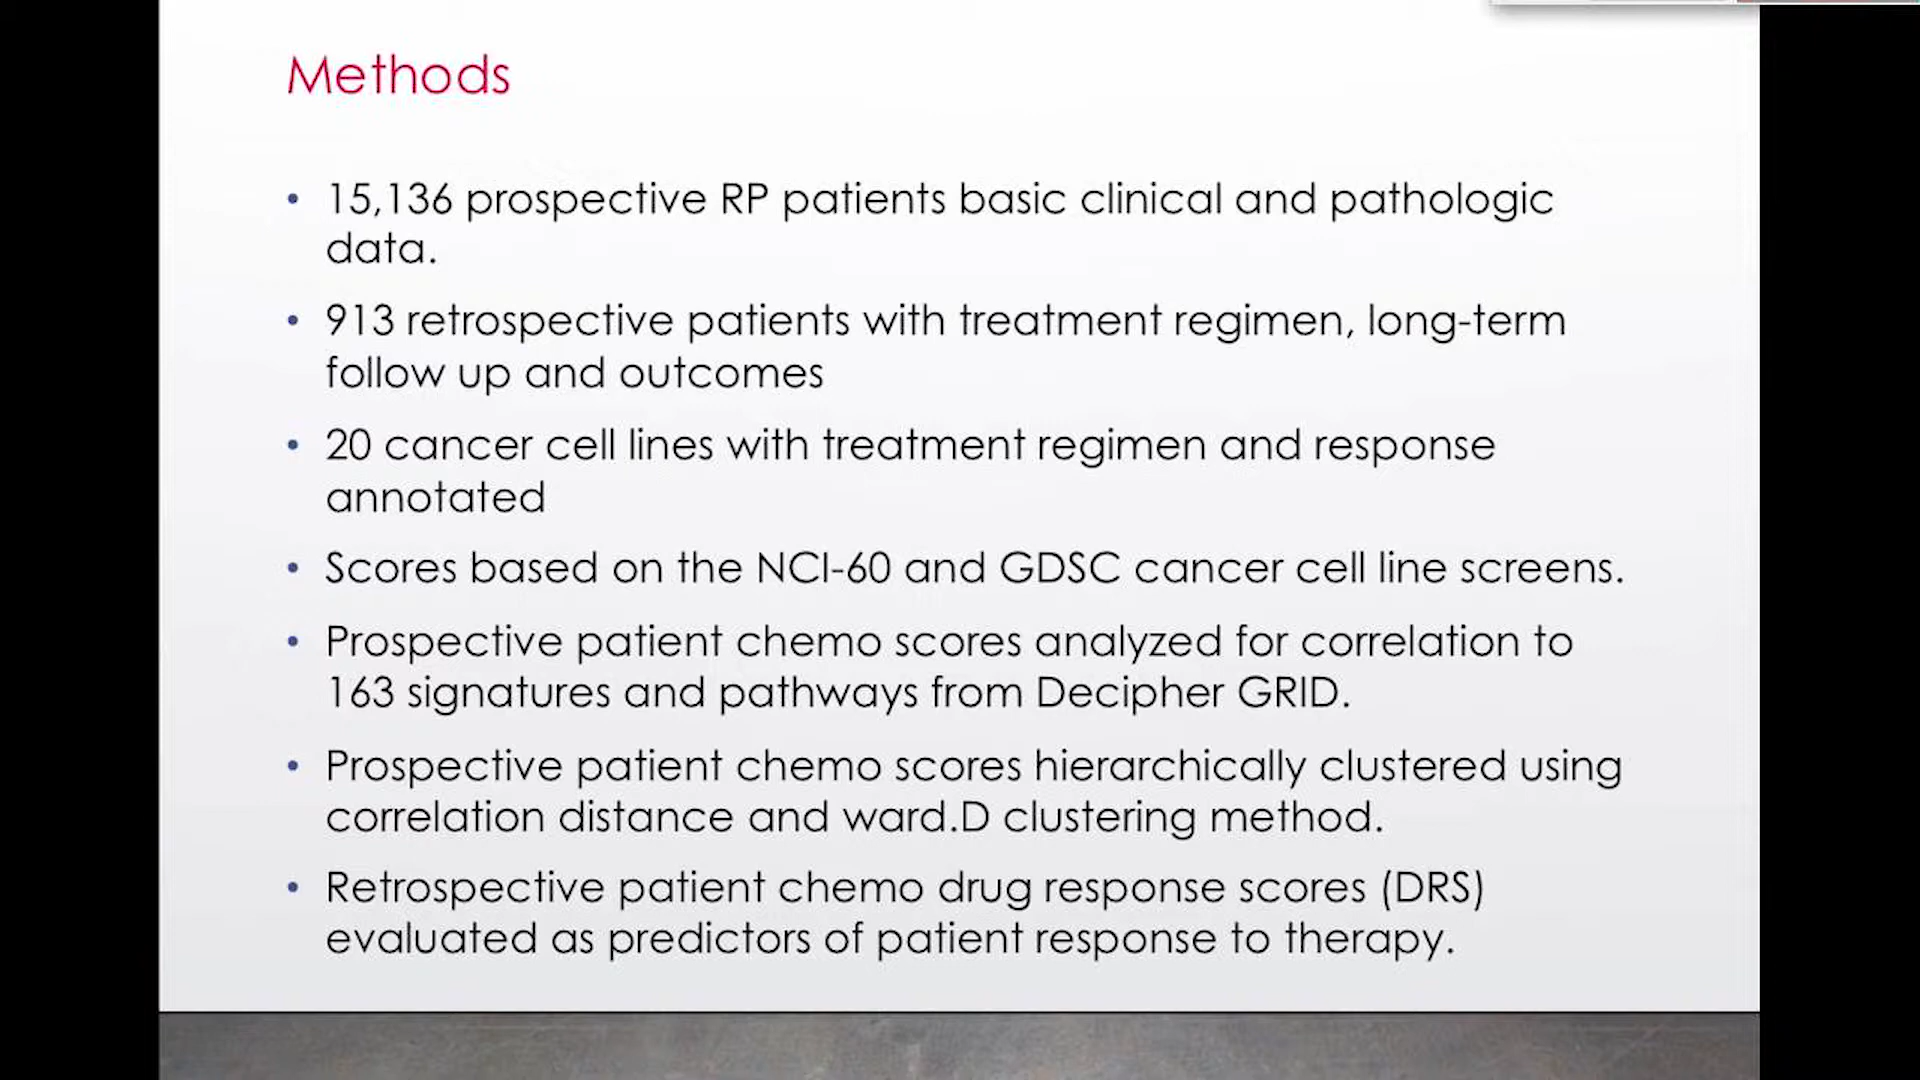 Methods
• 15,136 prospective RP patients basic clinical and pathologic
data.
• 913 retrospective patients with treatment regimen, long-term
follow up and outcomes
• 20 cancer cell lines with treatment regimen and response
annotated
• Scores based on the NCI-60 and GDSC cancer cell line screens.
• Prospective patient chemo scores analyzed for correlation to
163 signatures and pathways from Decipher GRID.
• Prospective patient chemo scores hierarchically clustered using
correlation distance and ward.D clustering method.
• Retrospective patient chemo drug response scores (DRS)
evaluated as predictors of patient response to therapy.